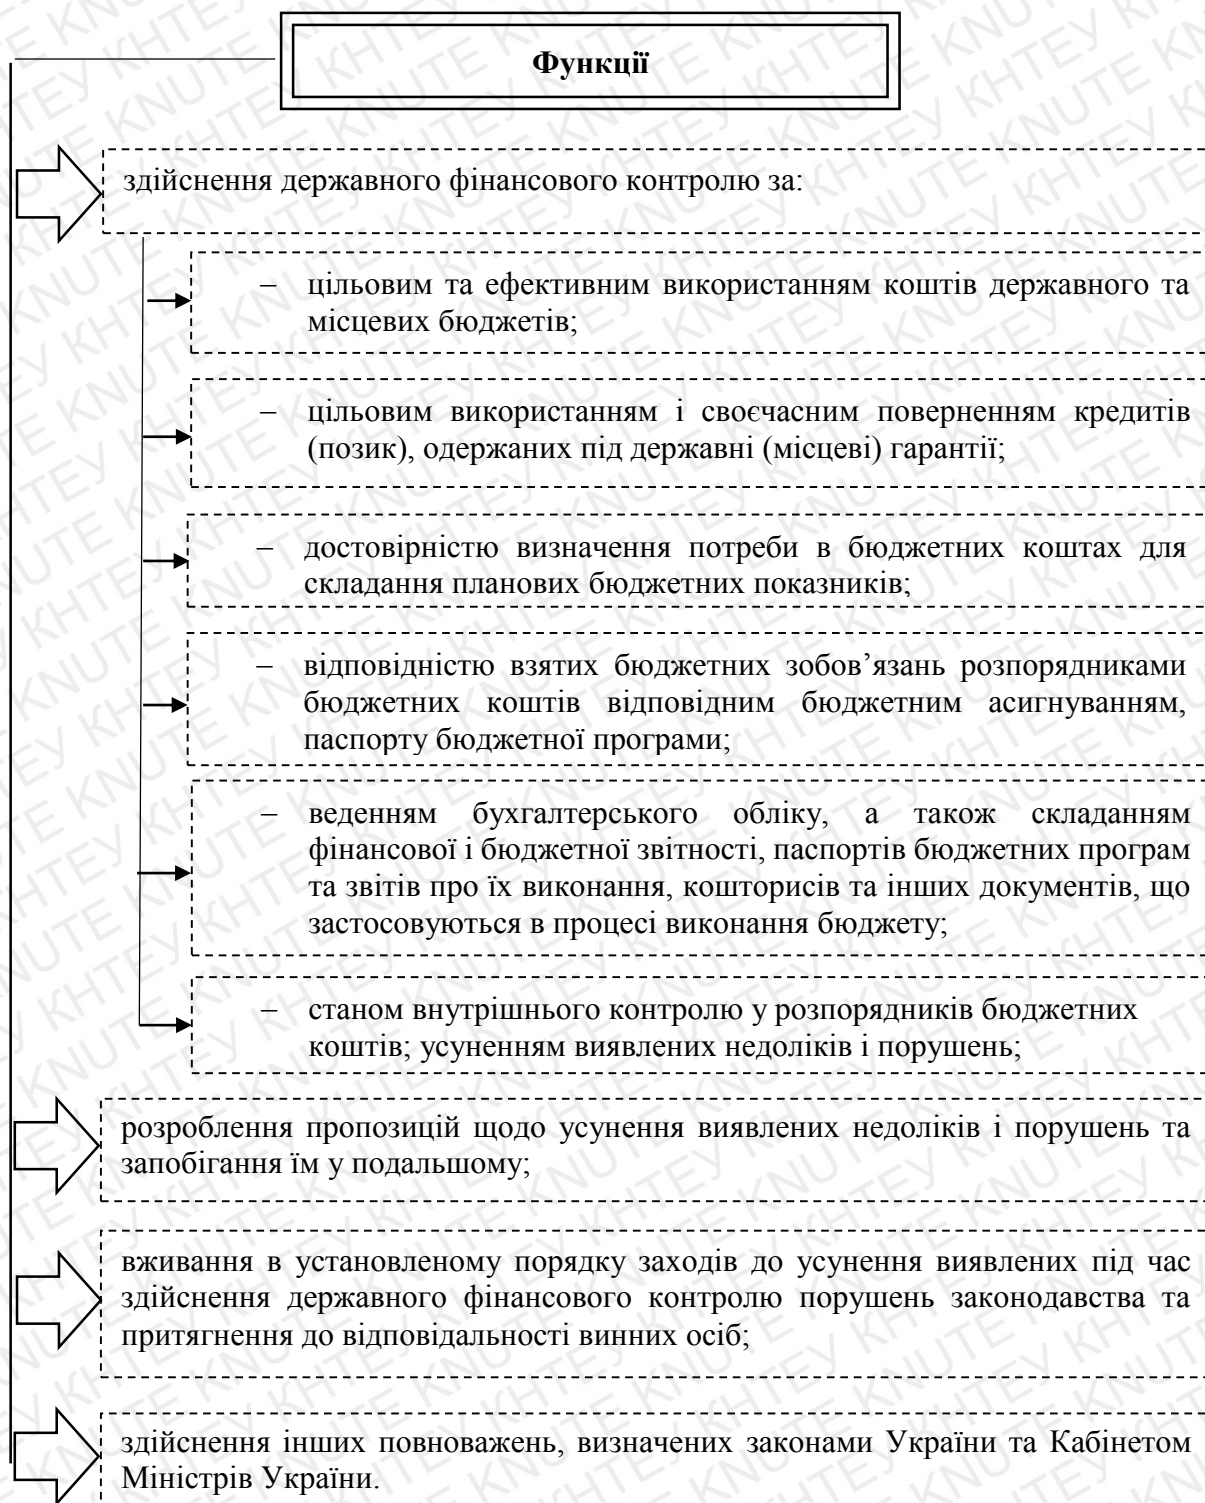 Функції
здійснення державного фінансового контролю за:
– цільовим та ефективним використанням коштів державного та
місцевих бюджетів;
– цільовим використанням і своєчасним поверненням кредитів
(позик), одержаних під державні (місцеві) гарантії;
– достовірністю визначення потреби в бюджетних коштах для
складання планових бюджетних показників;
– відповідністю взятих бюджетних зобов’язань розпорядниками
бюджетних коштів відповідним бюджетним асигнуванням,
паспорту бюджетної програми;
– веденням бухгалтерського обліку, а також складанням
фінансової і бюджетної звітності, паспортів бюджетних програм
та звітів про їх виконання, кошторисів та інших документів, що
застосовуються в процесі виконання бюджету;
– станом внутрішнього контролю у розпорядників бюджетних
коштів; усуненням виявлених недоліків і порушень;
розроблення пропозицій щодо усунення виявлених недоліків і порушень та
запобігання їм у подальшому;
вживання в установленому порядку заходів до усунення виявлених під час
здійснення державного фінансового контролю порушень законодавства та
притягнення до відповідальності винних осіб;
здійснення інших повноважень, визначених законами України та Кабінетом
Міністрів України.